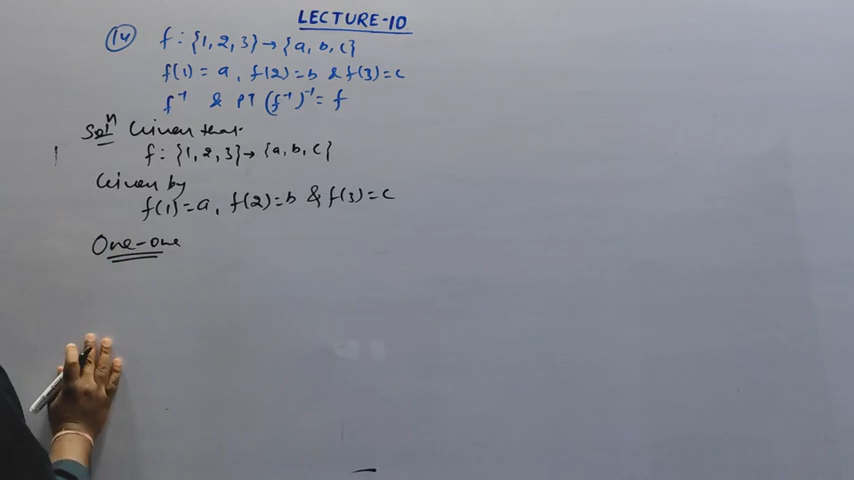 LECTURE-10
(14) f : {1, 2, 3} → {a, b, c}
f(1) = a, f(2) = b & f(3) = c
f⁻¹ & PT (f⁻¹)⁻¹ = f
Solⁿ Given that
f : {1, 2, 3} → {a, b, c}
Given by
f(1) = a, f(2) = b & f(3) = c
One-one